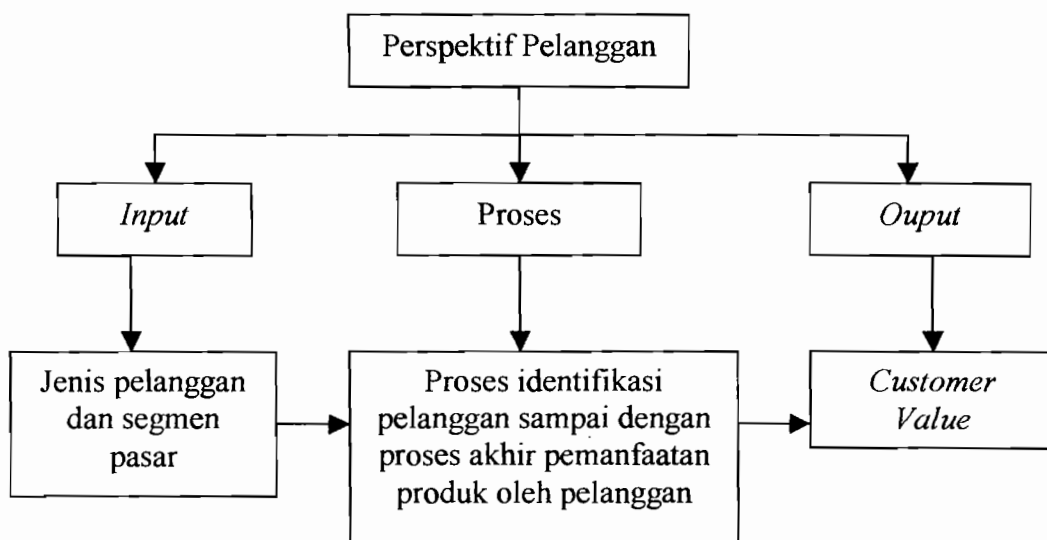 Perspektif Pelanggan
Input
Proses
Ouput
Jenis pelanggan
dan segmen
pasar
Proses identifikasi
pelanggan sampai dengan
proses akhir pemanfaatan
produk oleh pelanggan
Customer
Value